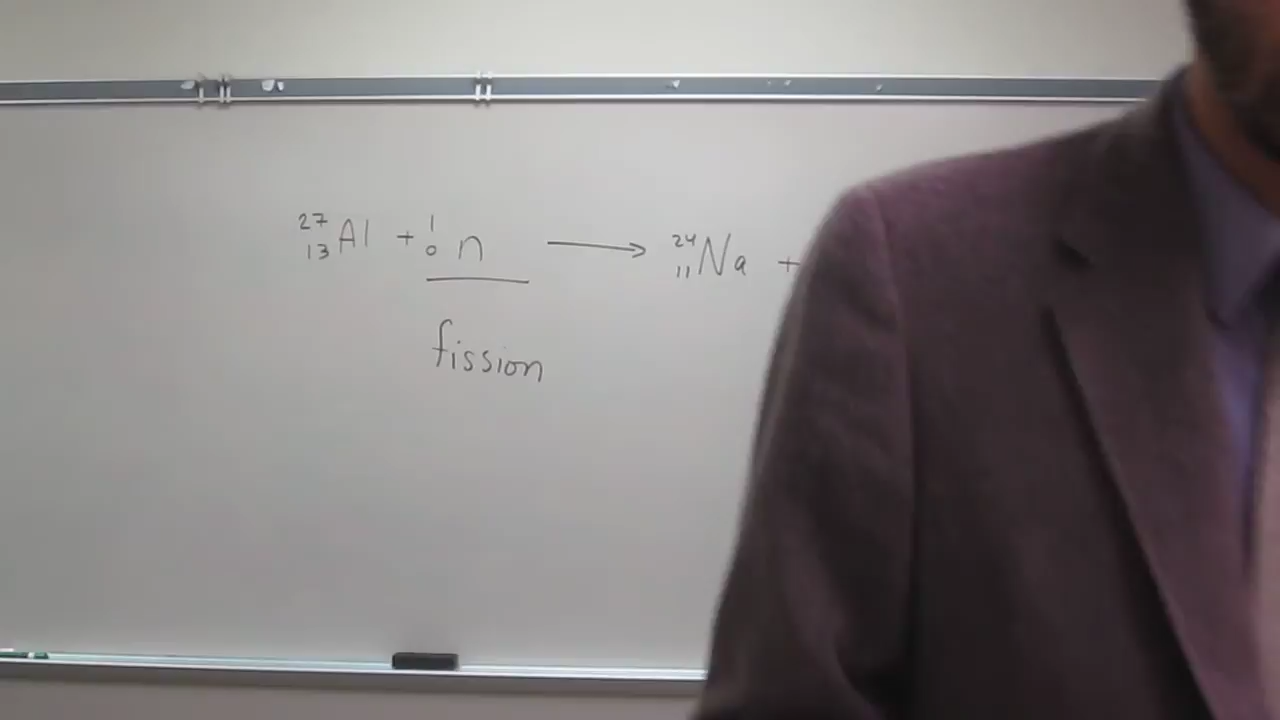 ²⁷₁₃Al + ¹₀n ⟶ ²⁴₁₁Na +
fission